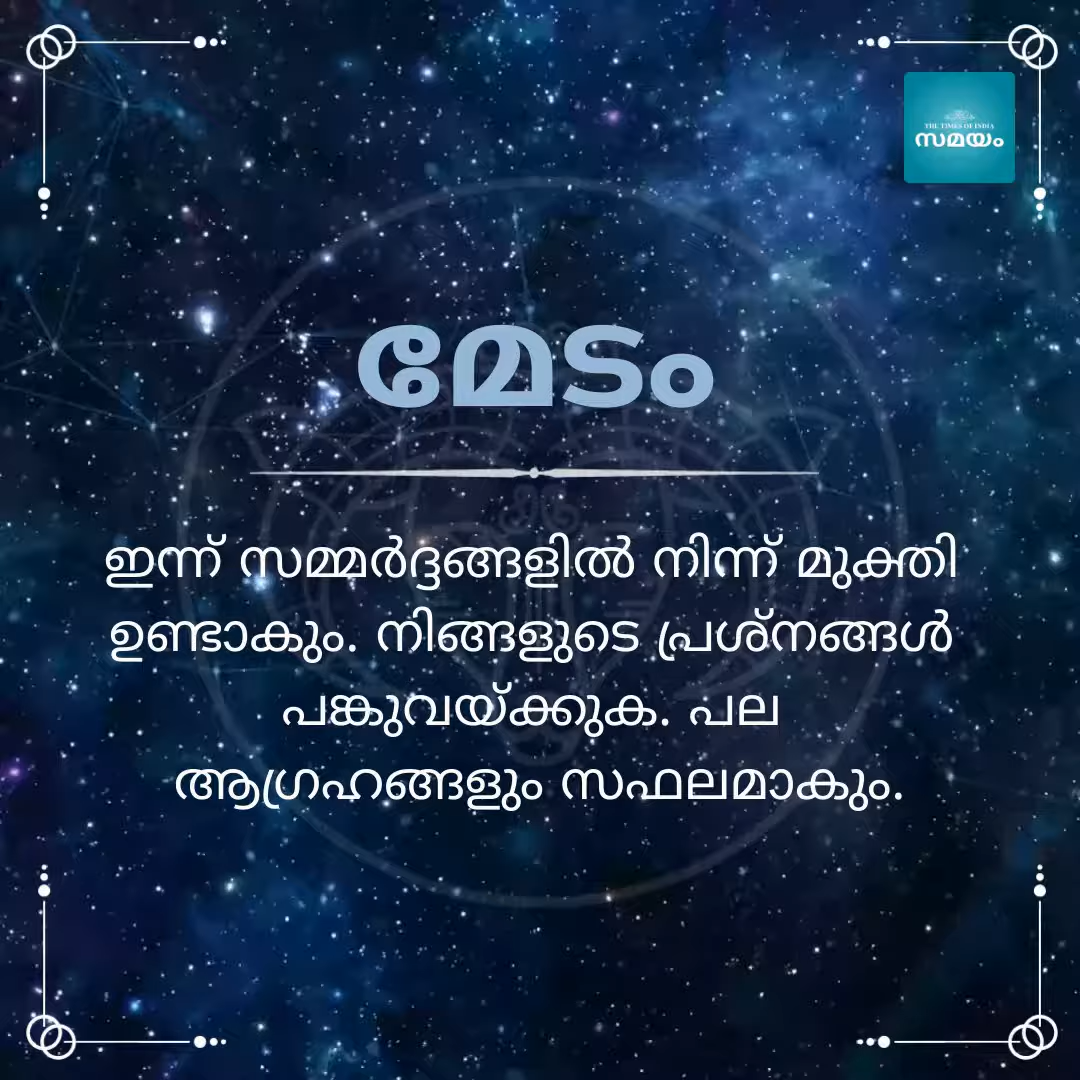 THE TIMES OF INDIA
സമയം
മേടം
ഇന്ന് സമ്മർദ്ദങ്ങളിൽ നിന്ന് മുക്തി
ഉണ്ടാകും. നിങ്ങളുടെ പ്രശ്നങ്ങൾ
പങ്കുവയ്ക്കുക. പല
ആഗ്രഹങ്ങളും സഫലമാകും.